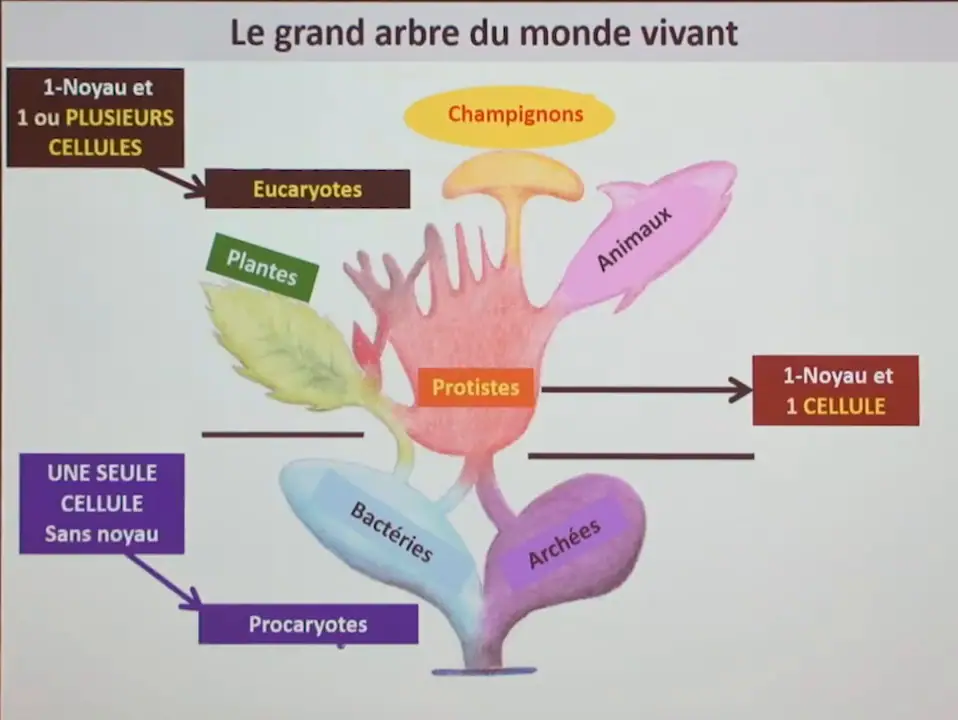 Le grand arbre du monde vivant
1-Noyau et
1 ou PLUSIEURS
CELLULES
Eucaryotes
Champignons
Plantes
Animaux
Protistes
1-Noyau et
1 CELLULE
UNE SEULE
CELLULE
Sans noyau
Bactéries
Archées
Procaryotes